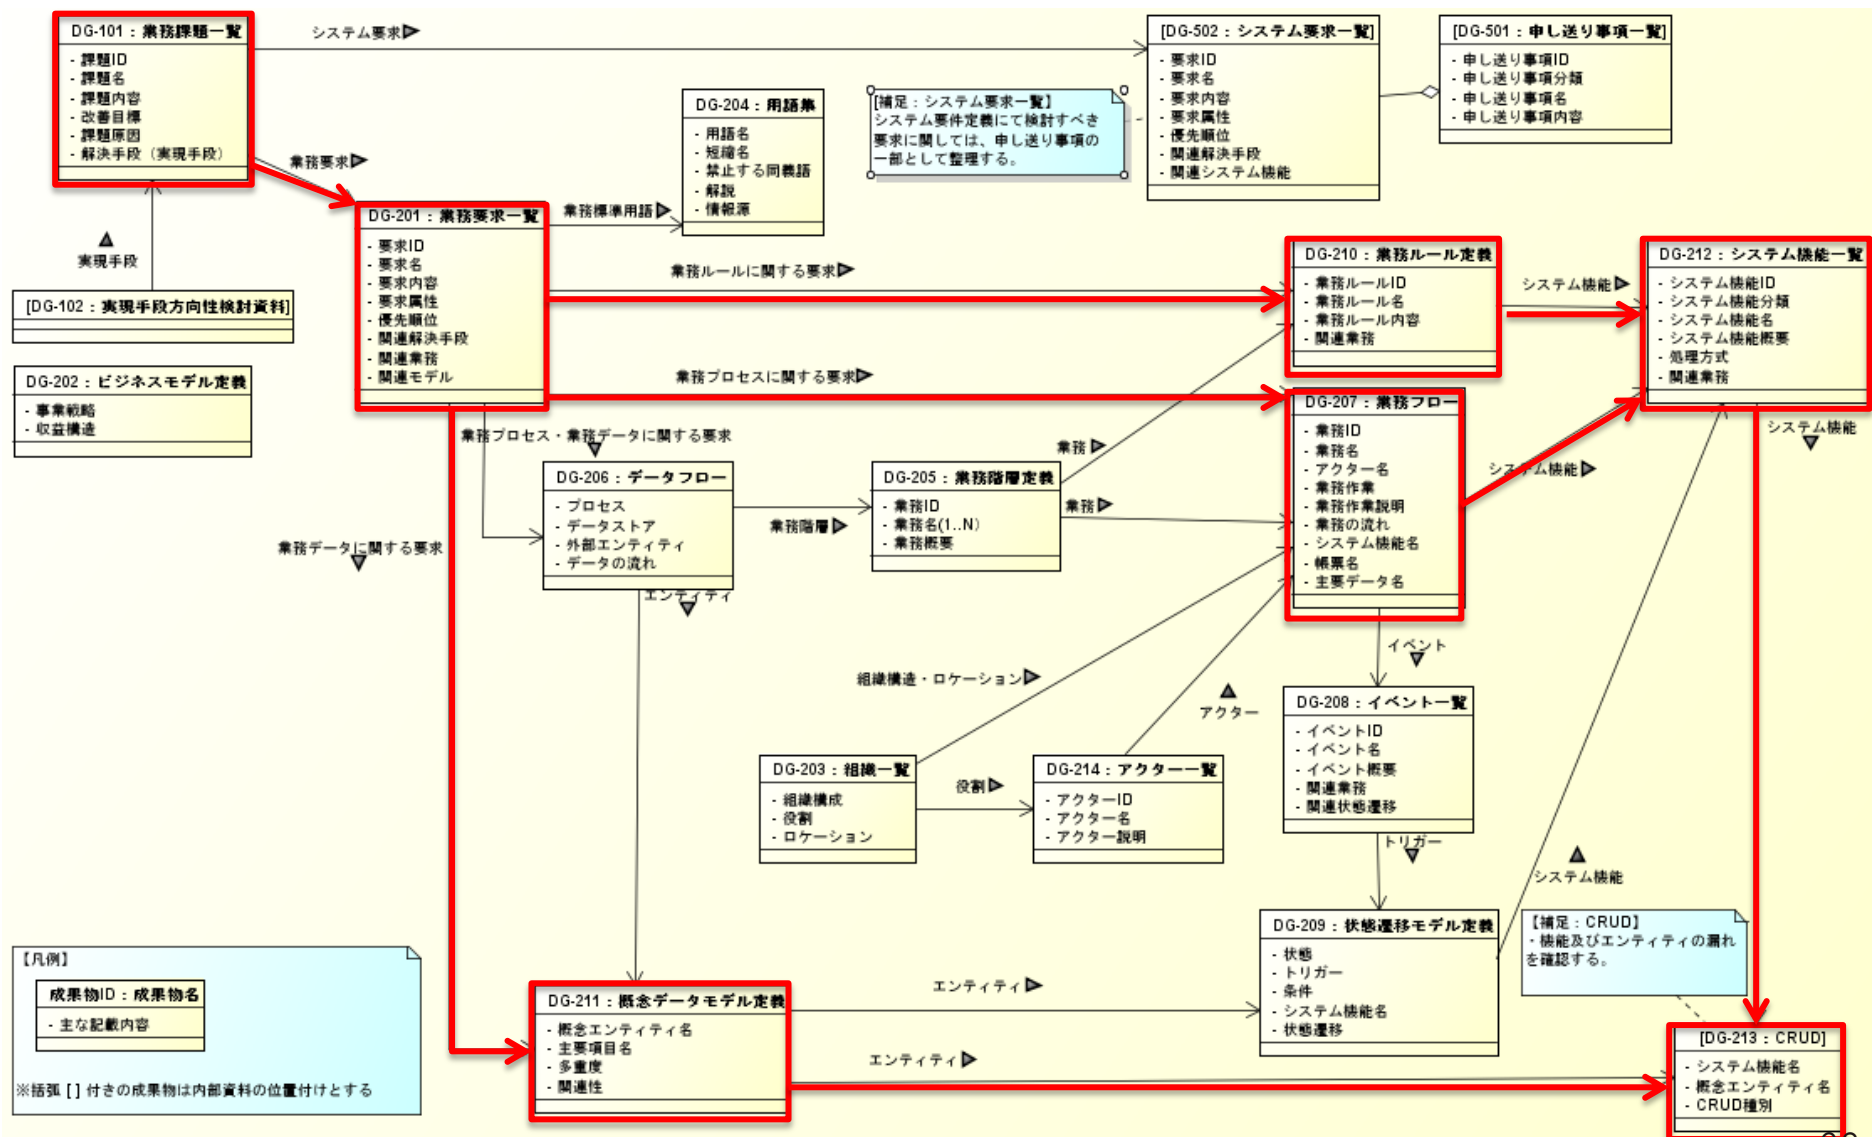 DG-101：業務課題一覧
- 課題ID
- 課題名
- 課題内容
- 改善目標
- 課題原因
- 解決手段（実現手段）
システム要求▶
[DG-502：システム要求一覧]
- 要求ID
- 要求名
- 要求内容
- 要求属性
- 優先順位
- 関連解決手段
- 関連システム機能
[DG-501：申し送り事項一覧]
- 申し送り事項ID
- 申し送り事項分類
- 申し送り事項名
- 申し送り事項内容
[補足：システム要求一覧]
システム要件定義にて検討すべき
要求に関しては、申し送り事項の
一部として整理する。
DG-204：用語集
- 用語名
- 短縮名
- 禁止する同義語
- 解説
- 情報源
業務要求▶
業務標準用語▶
DG-201：業務要求一覧
- 要求ID
- 要求名
- 要求内容
- 要求属性
- 優先順位
- 関連解決手段
- 関連業務
- 関連モデル
▲
実現手段
[DG-102：実現手段方向性検討資料]
DG-202：ビジネスモデル定義
- 事業戦略
- 収益構造
業務ルールに関する要求▶
DG-210：業務ルール定義
- 業務ルールID
- 業務ルール名
- 業務ルール内容
- 関連業務
システム機能▶
DG-212：システム機能一覧
- システム機能ID
- システム機能分類
- システム機能名
- システム機能概要
- 処理方式
- 関連業務
業務プロセスに関する要求▶
DG-207：業務フロー
- 業務ID
- 業務名
- アクター名
- 業務作業
- 業務作業説明
- 業務の流れ
- システム機能名
- 帳票名
- 主要データ名
システム機能▶
システム機能
▼
業務プロセス・業務データに関する要求
▼
DG-206：データフロー
- プロセス
- データストア
- 外部エンティティ
- データの流れ
業務階層▶
DG-205：業務階層定義
- 業務ID
- 業務名(1..N）
- 業務概要
業務▶
業務▶
業務データに関する要求
▼
エンティティ
▼
組織構造・ロケーション▶
▲
アクター
イベント
▼
DG-208：イベント一覧
- イベントID
- イベント名
- イベント概要
- 関連業務
- 関連状態遷移
DG-203：組織一覧
- 組織構成
- 役割
- ロケーション
役割▶
DG-214：アクター一覧
- アクターID
- アクター名
- アクター説明
トリガー
▼
▲
システム機能
DG-209：状態遷移モデル定義
- 状態
- トリガー
- 条件
- システム機能名
- 状態遷移
【補足：CRUD】
・機能及びエンティティの漏れ
を確認する。
【凡例】
成果物ID：成果物名
- 主な記載内容
※括弧 [ ] 付きの成果物は内部資料の位置付けとする
DG-211：概念データモデル定義
- 概念エンティティ名
- 主要項目名
- 多重度
- 関連性
エンティティ▶
エンティティ▶
[DG-213：CRUD]
- システム機能名
- 概念エンティティ名
- CRUD種別